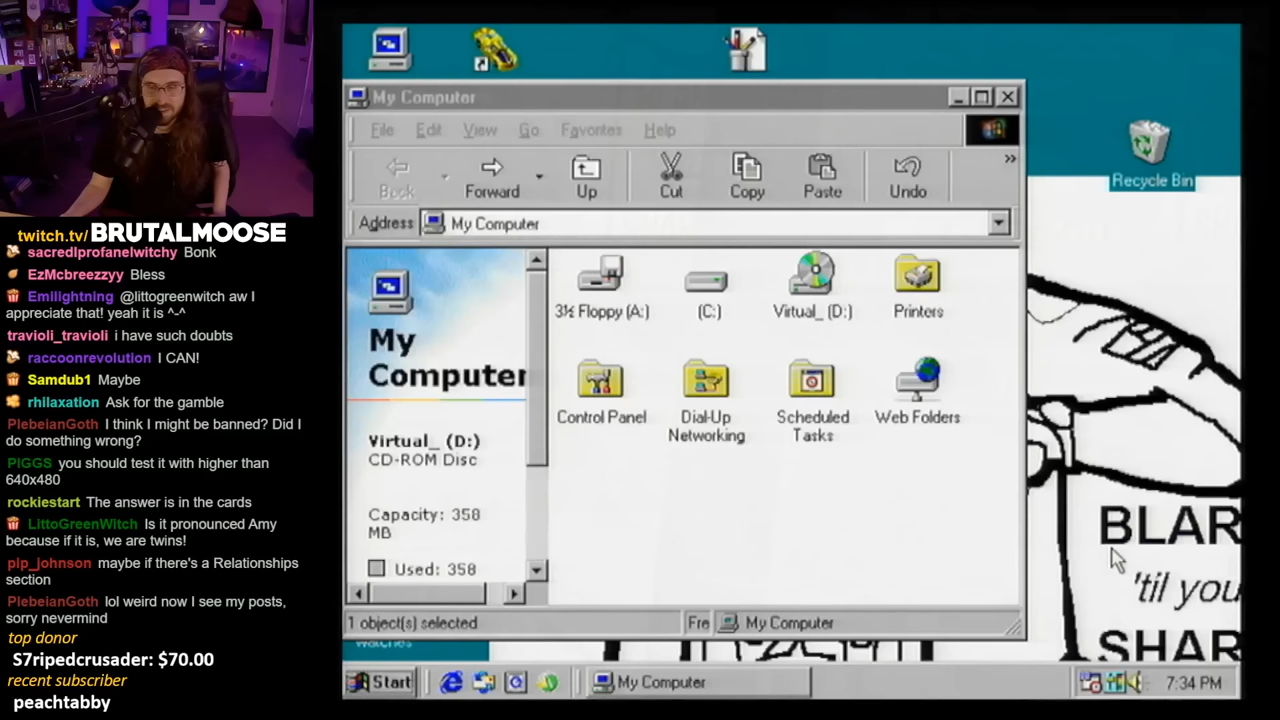 twitch.tv/BRUTALMOOSE
sacredlprofanelwitchy Bonk
EzMcbreezzyy Bless
Emilightning @littogreenwitch aw I
appreciate that! yeah it is ^-^
travioli_travioli i have such doubts
raccoonrevolution I CAN!
Samdub1 Maybe
rhilaxation Ask for the gamble
PlebeianGoth I think I might be banned? Did I
do something wrong?
PIGGS you should test it with higher than
640x480
rockiestart The answer is in the cards
LittoGreenWitch Is it pronounced Amy
because if it is, we are twins!
pip_johnson maybe if there's a Relationships
section
PlebeianGoth lol weird now I see my posts,
sorry nevermind
top donor
S7ripedcrusader: $70.00
recent subscriber
peachtabby
My Computer
File Edit View Go Favorites Help
Back Forward Up Cut Copy Paste Undo »
Address My Computer
My
Computer
Virtual_ (D:)
CD-ROM Disc
Capacity: 358
MB
Used: 358
3½ Floppy (A:) (C:) Virtual_ (D:) Printers
Control Panel Dial-Up Networking Scheduled Tasks Web Folders
1 object(s) selected Fre My Computer
Recycle Bin
BLAR
'til you
SHAR
watches
Start My Computer 7:34 PM